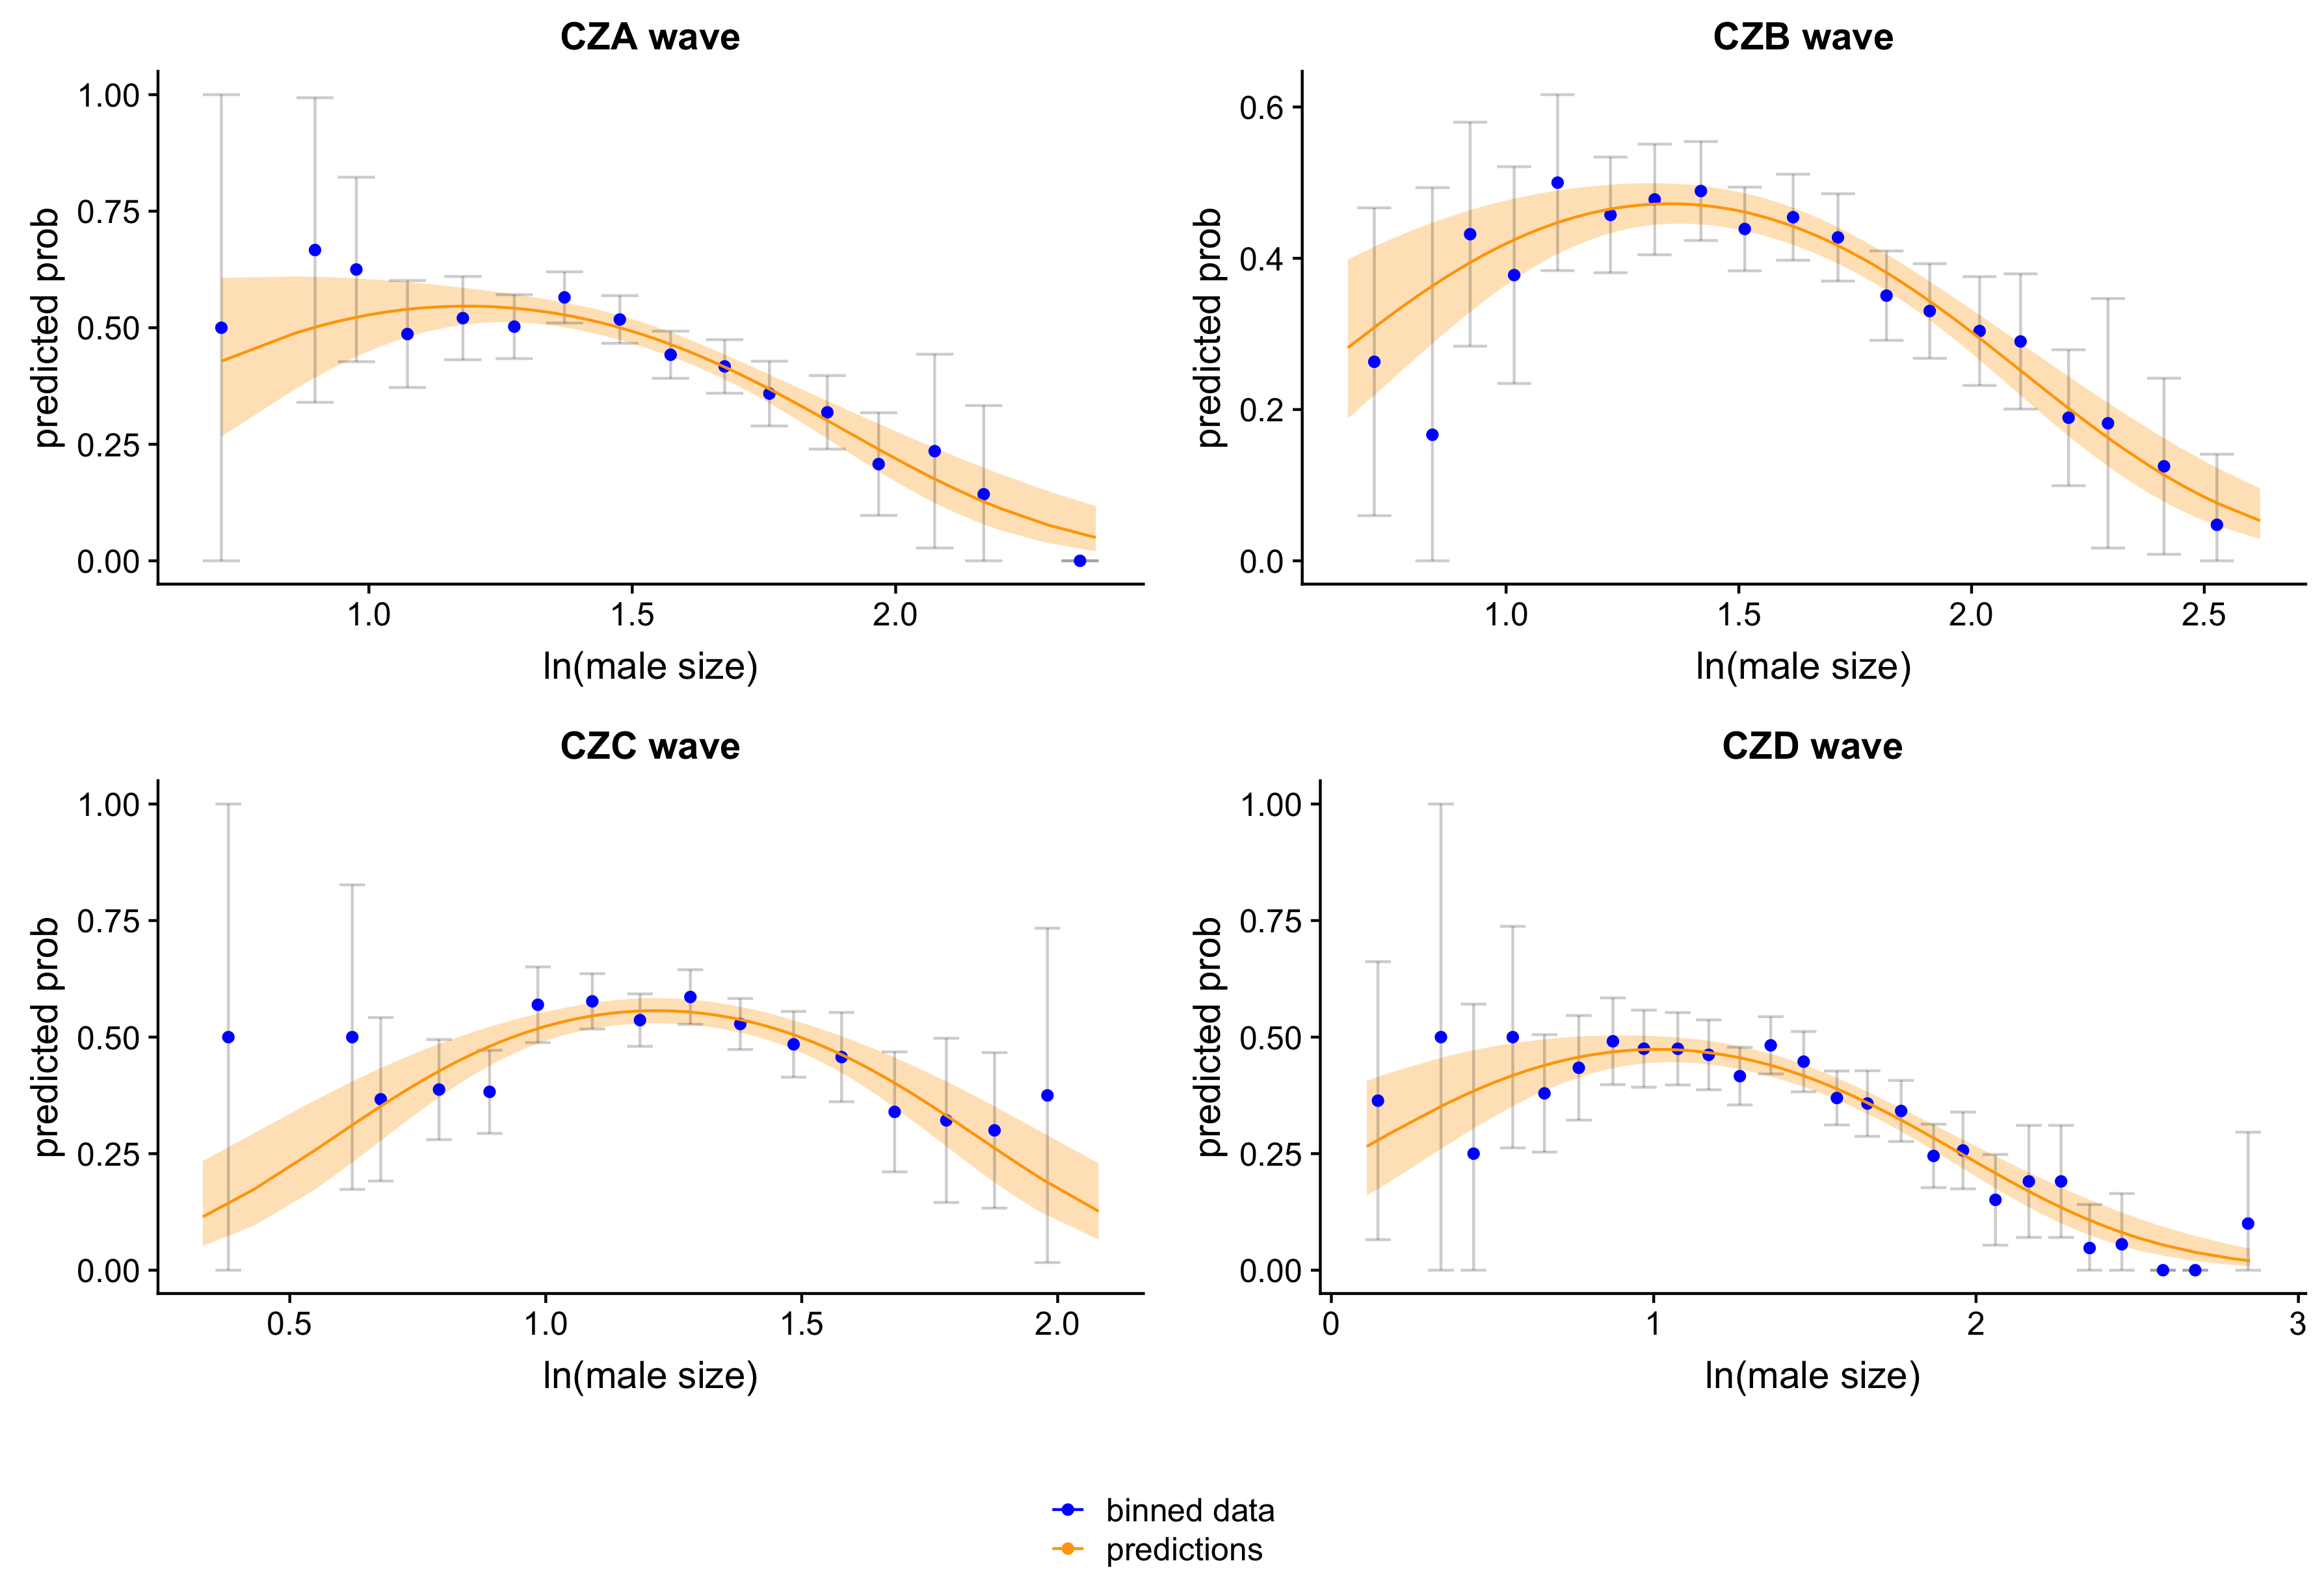 CZA wave
predicted prob
1.00
0.75
0.50
0.25
0.00
1.0 1.5 2.0
ln(male size)
CZB wave
predicted prob
0.6
0.4
0.2
0.0
1.0 1.5 2.0 2.5
ln(male size)
CZC wave
predicted prob
1.00
0.75
0.50
0.25
0.00
0.5 1.0 1.5 2.0
ln(male size)
CZD wave
predicted prob
1.00
0.75
0.50
0.25
0.00
0 1 2 3
ln(male size)
binned data
predictions